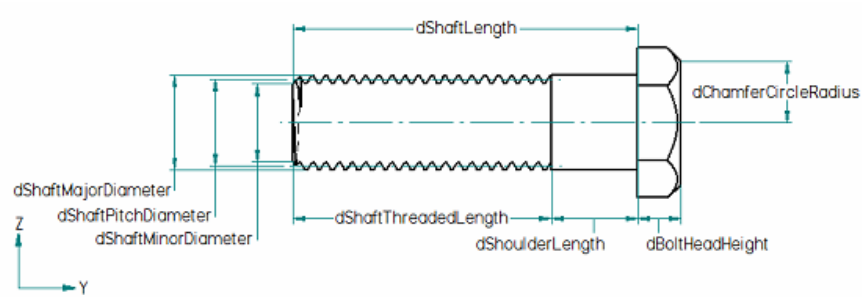 dShaftLength
dChamferCircleRadius
dShaftMajorDiameter
dShaftPitchDiameter
dShaftThreadedLength
Z
dShaftMinorDiameter
dShoulderLength
dBoltHeadHeight
Y